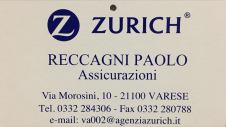 Z ZURICH®
RECCAGNI PAOLO
Assicurazioni
Via Morosini, 10 - 21100 VARESE
Tel. 0332 284306 - Fax 0332 280788
e-mail: va002@agenziazurich.it